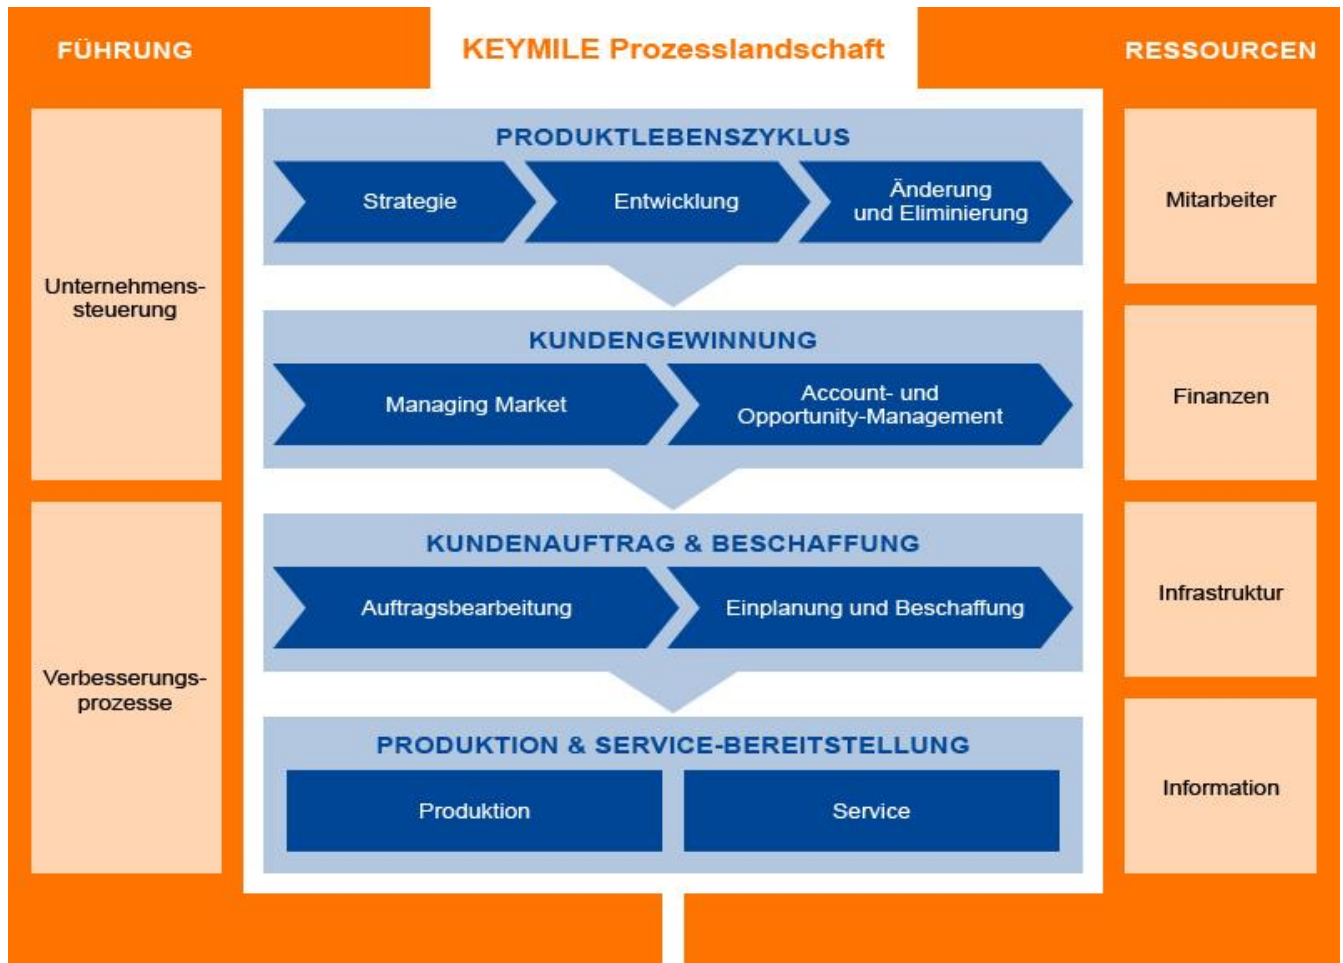 FÜHRUNG
KEYMILE Prozesslandschaft
RESSOURCEN
Unternehmens-
steuerung
Verbesserungs-
prozesse
PRODUKTLEBENSZYKLUS
Strategie
Entwicklung
Änderung
und Eliminierung
KUNDENGEWINNUNG
Managing Market
Account- und
Opportunity-Management
KUNDENAUFTRAG & BESCHAFFUNG
Auftragsbearbeitung
Einplanung und Beschaffung
PRODUKTION & SERVICE-BEREITSTELLUNG
Produktion
Service
Mitarbeiter
Finanzen
Infrastruktur
Information